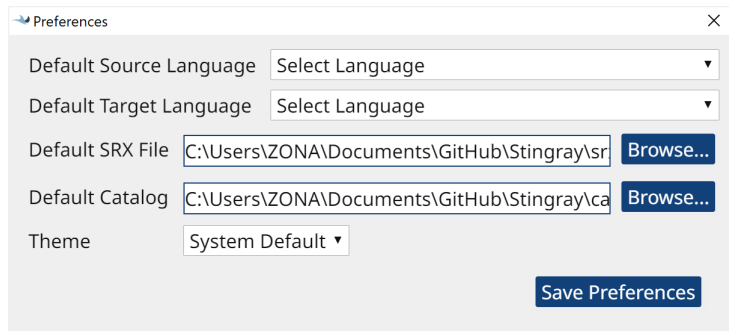 Preferences
Default Source Language Select Language
Default Target Language Select Language
Default SRX File C:\Users\ZONA\Documents\GitHub\Stingray\sr Browse...
Default Catalog C:\Users\ZONA\Documents\GitHub\Stingray\ca Browse...
Theme System Default
Save Preferences